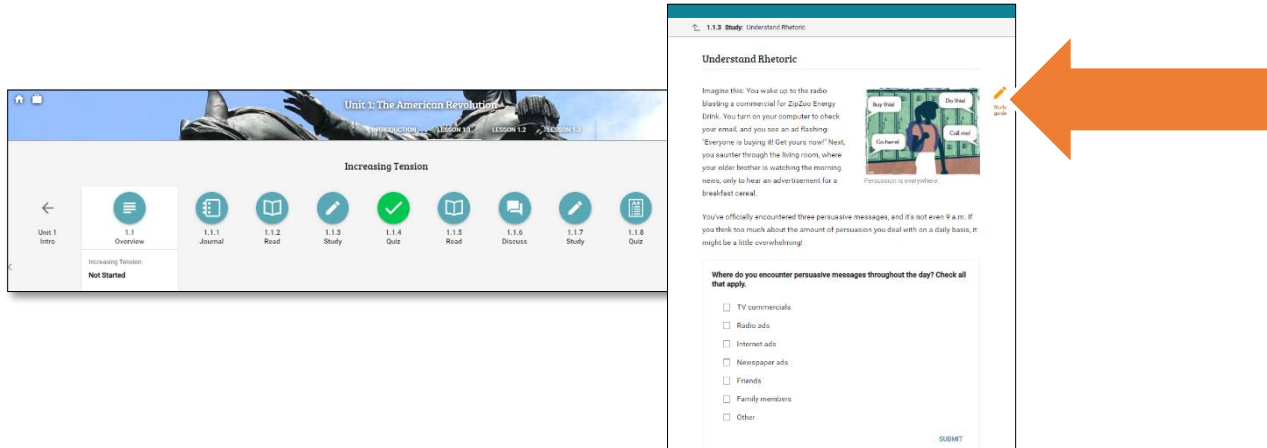 Unit 1: The American Revolution
INTRODUCTION LESSON 1.1 LESSON 1.2 LESSON 1.3
Increasing Tension
Unit 1
Intro
1.1
Overview
1.1.1
Journal
1.1.2
Read
1.1.3
Study
1.1.4
Quiz
1.1.5
Read
1.1.6
Discuss
1.1.7
Study
1.1.8
Quiz
Increasing Tension
Not Started
1.1.3 Study: Understand Rhetoric
Understand Rhetoric
Imagine this: You wake up to the radio
blasting a commercial for ZipZoo Energy
Drink. You turn on your computer to check
your email, and you see an ad flashing:
"Everyone is buying it! Get yours now!" Next,
you saunter through the living room, where
your older brother is watching the morning
news, only to hear an advertisement for a
breakfast cereal.
Buy this!
Do this!
Go here!
Call me!
Persuasion is everywhere.
Study
guide
You've officially encountered three persuasive messages, and it's not even 9 a.m. If
you think too much about the amount of persuasion you deal with on a daily basis, it
might be a little overwhelming!
Where do you encounter persuasive messages throughout the day? Check all
that apply.
TV commercials
Radio ads
Internet ads
Newspaper ads
Friends
Family members
Other
SUBMIT